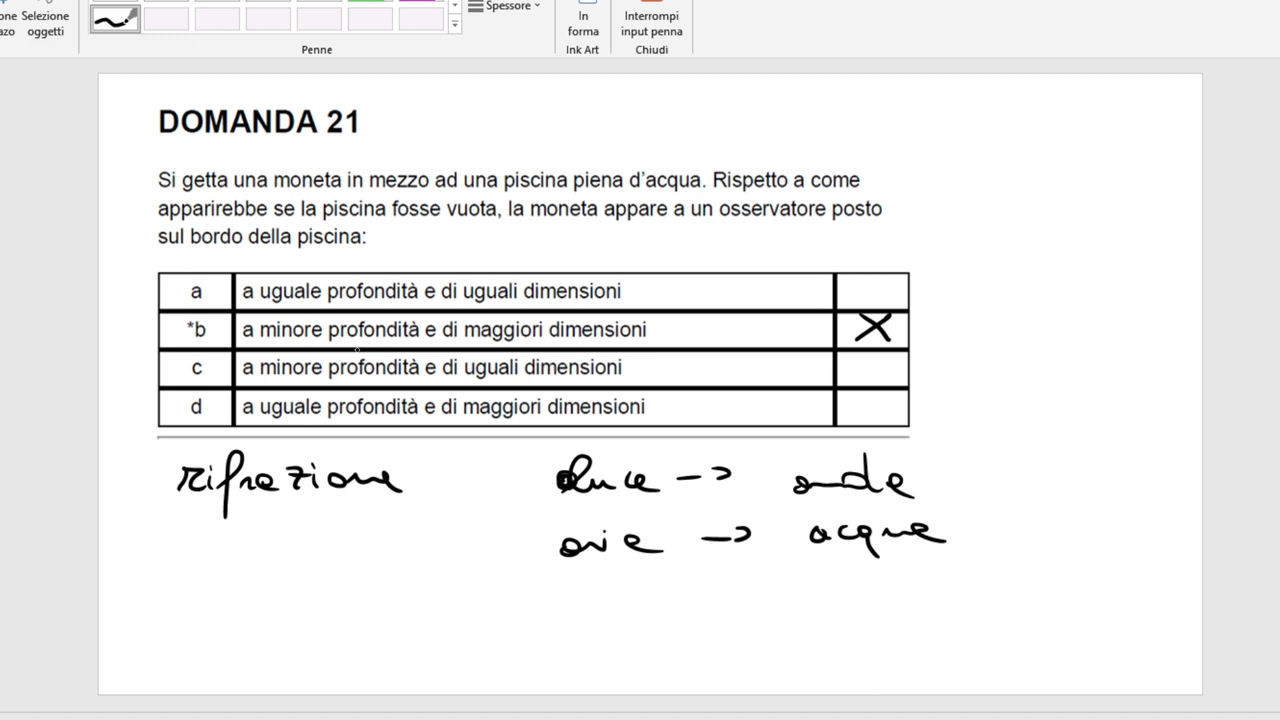 one Selezione
azo oggetti
Penne
Spessore
In
forma
Ink Art
Interrompi
input penna
Chiudi
DOMANDA 21
Si getta una moneta in mezzo ad una piscina piena d'acqua. Rispetto a come
apparirebbe se la piscina fosse vuota, la moneta appare a un osservatore posto
sul bordo della piscina:
a a uguale profondità e di uguali dimensioni
*b a minore profondità e di maggiori dimensioni X
c a minore profondità e di uguali dimensioni
d a uguale profondità e di maggiori dimensioni
rifrazione luce -> onde
aria -> acqua